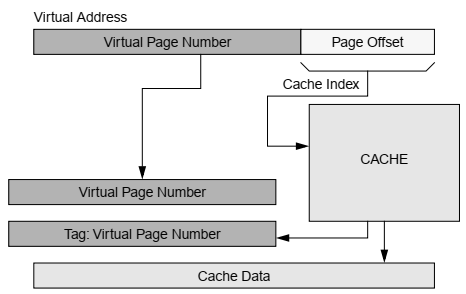 Virtual Address
Virtual Page Number
Page Offset
Cache Index
CACHE
Virtual Page Number
Tag: Virtual Page Number
Cache Data